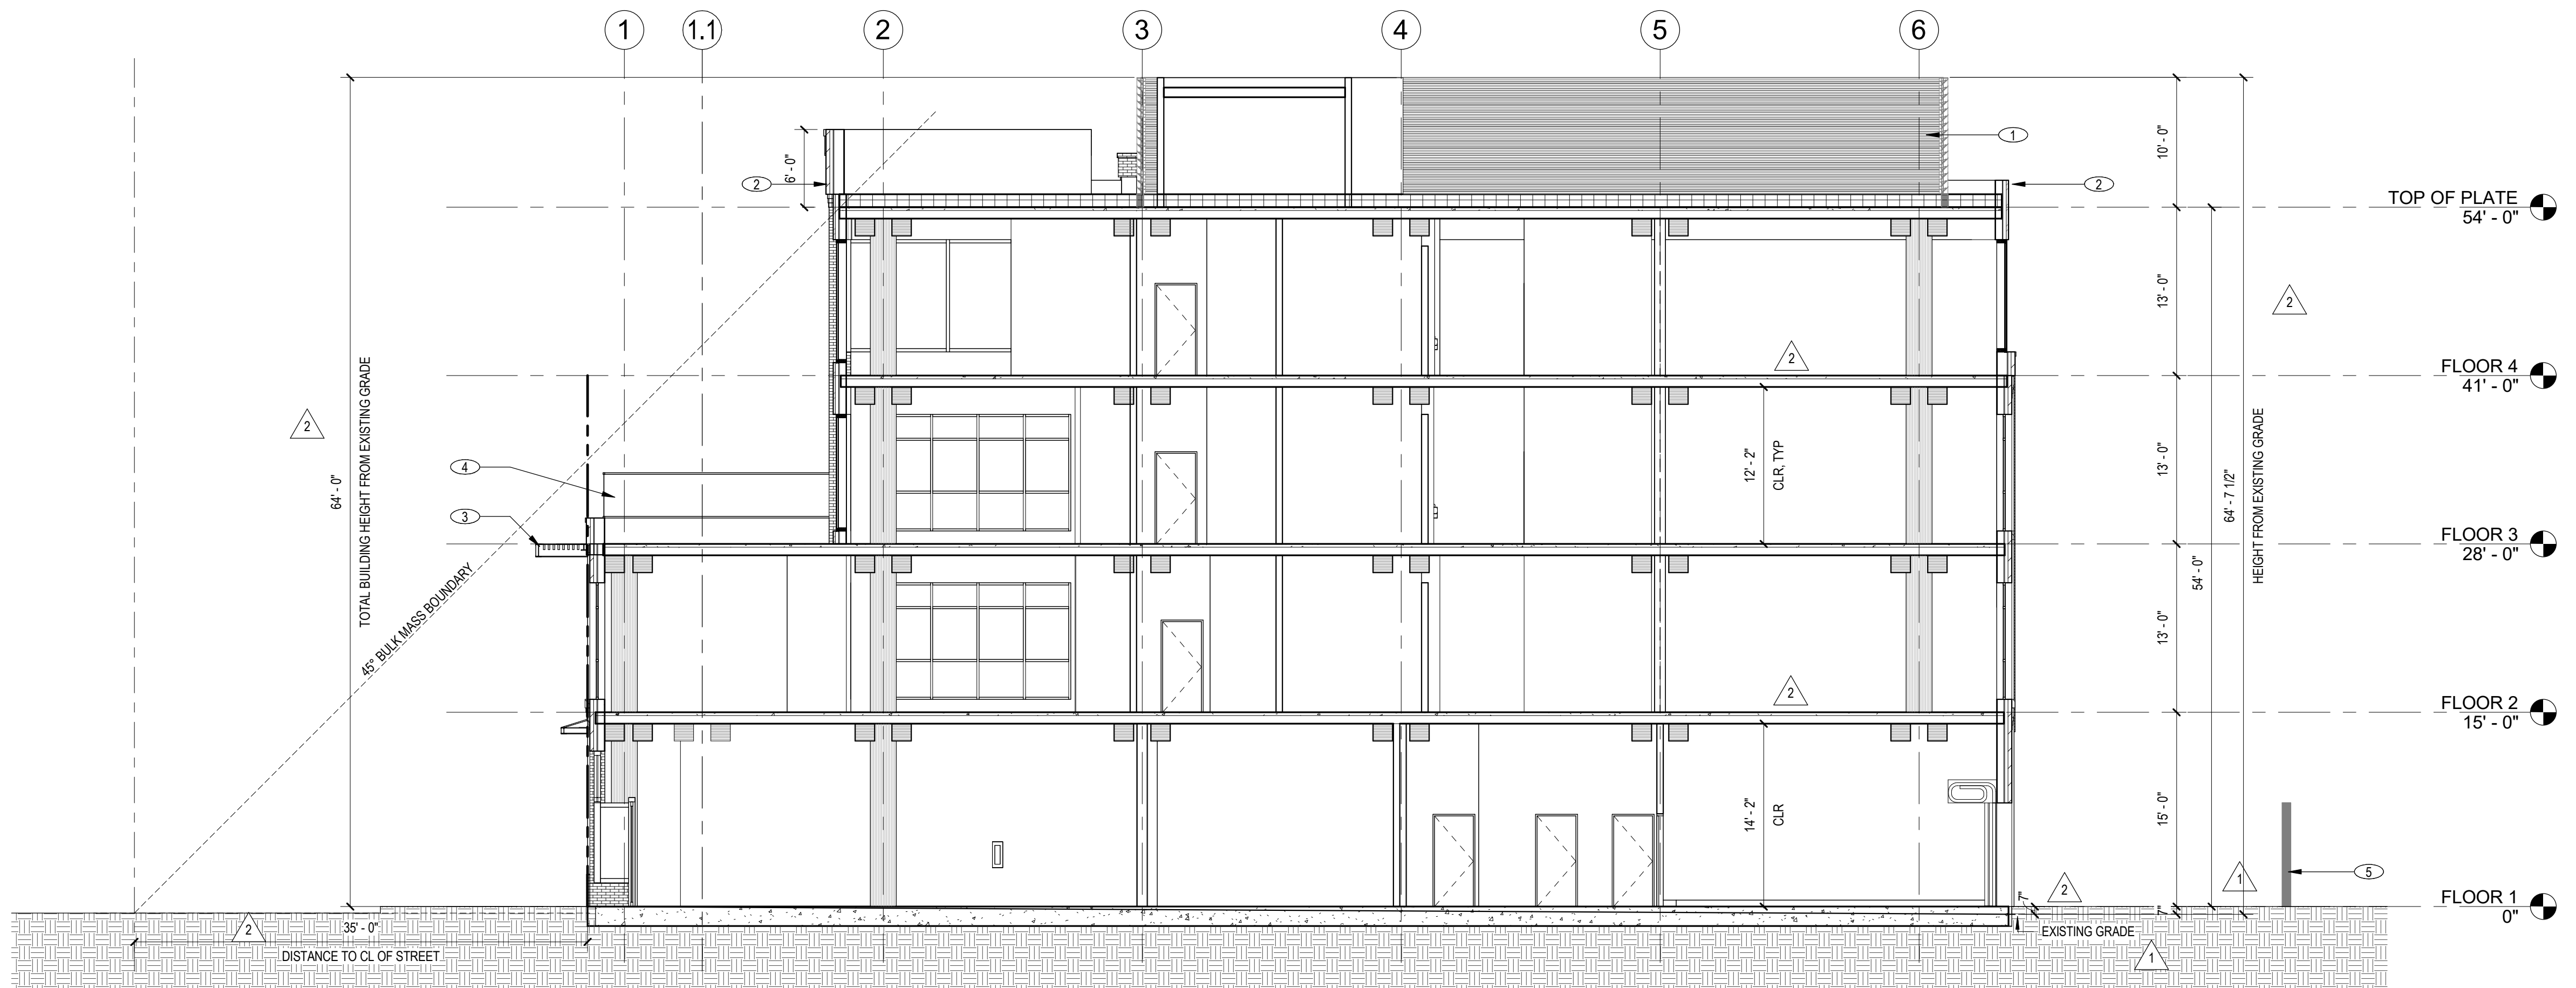 1
1.1
2
3
4
5
6
10' - 0"
6' - 0"
1
2
2
TOP OF PLATE
54' - 0"
13' - 0"
2
2
FLOOR 4
41' - 0"
2
64' - 0"
TOTAL BUILDING HEIGHT FROM EXISTING GRADE
4
3
12' - 2"
CLR, TYP
13' - 0"
64' - 7 1/2"
HEIGHT FROM EXISTING GRADE
54' - 0"
FLOOR 3
28' - 0"
45° BULK MASS BOUNDARY
13' - 0"
2
FLOOR 2
15' - 0"
14' - 2"
CLR
15' - 0"
5
1
2
7"
7"
FLOOR 1
0"
2
35' - 0"
DISTANCE TO CL OF STREET
EXISTING GRADE
1